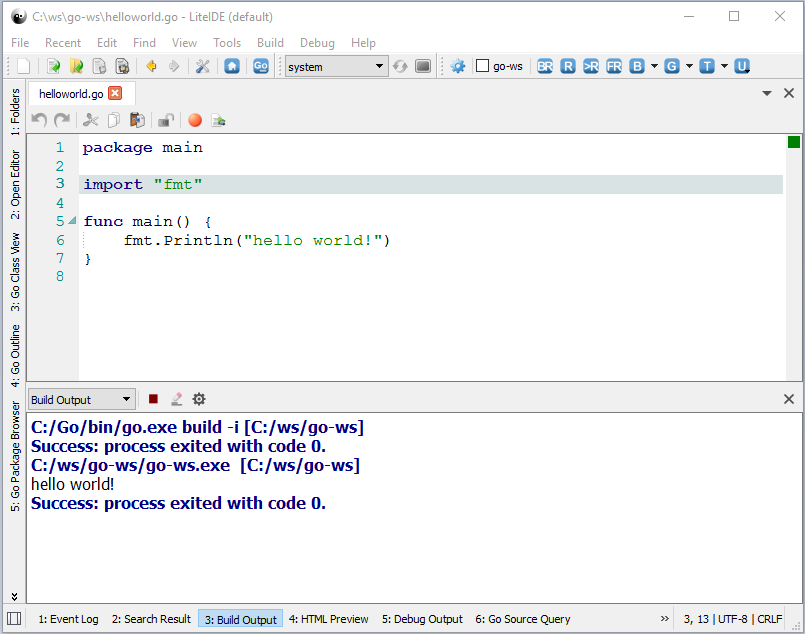 C:\ws\go-ws\helloworld.go - LiteIDE (default)
File Recent Edit Find View Tools Build Debug Help
Go system go-ws BR R >R FR B G T U
1: Folders
2: Open Editor
3: Go Class View
4: Go Outline
5: Go Package Browser
helloworld.go
1 package main
2
3 import "fmt"
4
5 func main() {
6 fmt.Println("hello world!")
7 }
8
Build Output
C:/Go/bin/go.exe build -i [C:/ws/go-ws]
Success: process exited with code 0.
C:/ws/go-ws/go-ws.exe [C:/ws/go-ws]
hello world!
Success: process exited with code 0.
1: Event Log 2: Search Result 3: Build Output 4: HTML Preview 5: Debug Output 6: Go Source Query » 3, 13 | UTF-8 | CRLF